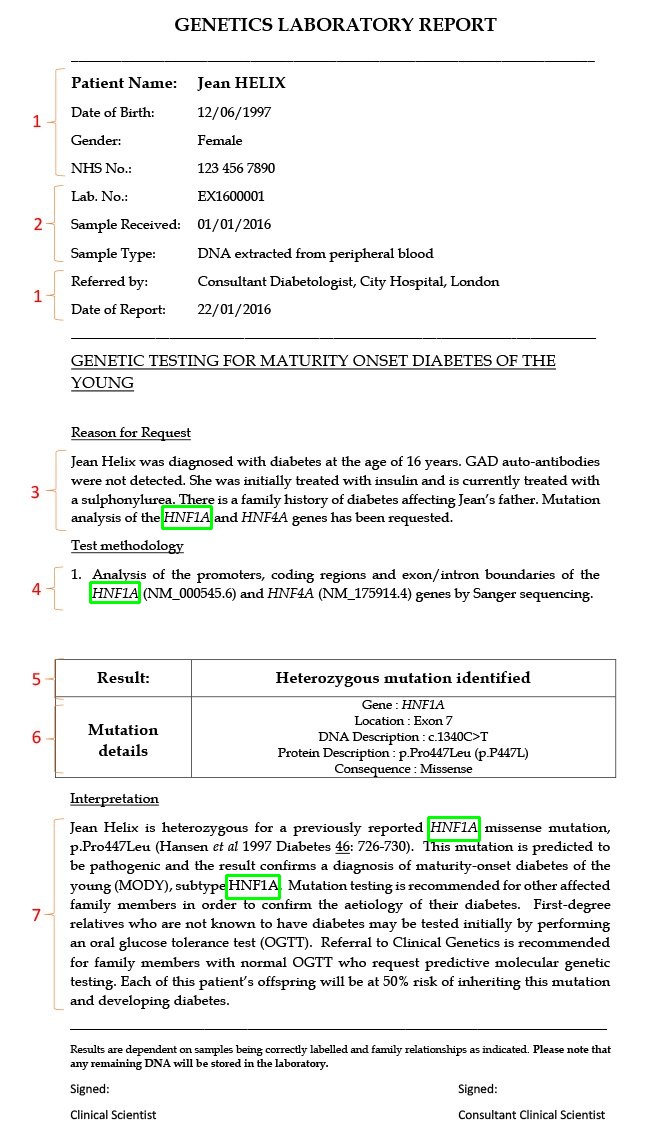 GENETICS LABORATORY REPORT
Patient Name: Jean HELIX
Date of Birth: 12/06/1997
1
Gender: Female
NHS No.: 123 456 7890
Lab. No.: EX1600001
2
Sample Received: 01/01/2016
Sample Type: DNA extracted from peripheral blood
Referred by: Consultant Diabetologist, City Hospital, London
1
Date of Report: 22/01/2016
GENETIC TESTING FOR MATURITY ONSET DIABETES OF THE
YOUNG
Reason for Request
Jean Helix was diagnosed with diabetes at the age of 16 years. GAD auto-antibodies
were not detected. She was initially treated with insulin and is currently treated with
3
a sulphonylurea. There is a family history of diabetes affecting Jean's father. Mutation
analysis of the HNF1A and HNF4A genes has been requested.
Test methodology
1. Analysis of the promoters, coding regions and exon/intron boundaries of the
4
HNF1A (NM_000545.6) and HNF4A (NM_175914.4) genes by Sanger sequencing.
5
Result: Heterozygous mutation identified
6
Mutation
details
Gene : HNF1A
Location : Exon 7
DNA Description : c.1340C>T
Protein Description : p.Pro447Leu (p.P447L)
Consequence : Missense
Interpretation
Jean Helix is heterozygous for a previously reported HNF1A missense mutation,
p.Pro447Leu (Hansen et al 1997 Diabetes 46: 726-730). This mutation is predicted to
be pathogenic and the result confirms a diagnosis of maturity-onset diabetes of the
young (MODY), subtype HNF1A. Mutation testing is recommended for other affected
family members in order to confirm the aetiology of their diabetes. First-degree
7
relatives who are not known to have diabetes may be tested initially by performing
an oral glucose tolerance test (OGTT). Referral to Clinical Genetics is recommended
for family members with normal OGTT who request predictive molecular genetic
testing. Each of this patient's offspring will be at 50% risk of inheriting this mutation
and developing diabetes.
Results are dependent on samples being correctly labelled and family relationships as indicated. Please note that
any remaining DNA will be stored in the laboratory.
Signed: Signed:
Clinical Scientist Consultant Clinical Scientist